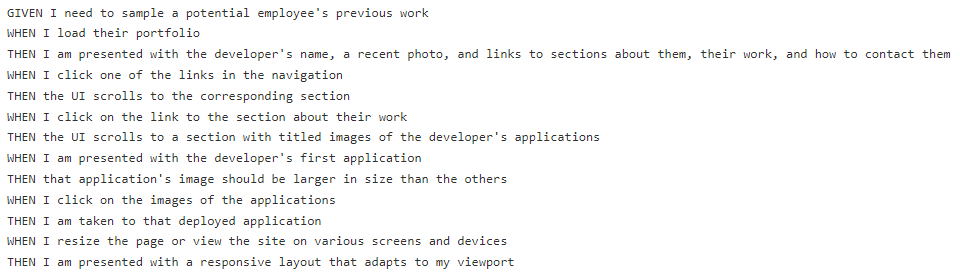 GIVEN I need to sample a potential employee's previous work
WHEN I load their portfolio
THEN I am presented with the developer's name, a recent photo, and links to sections about them, their work, and how to contact them
WHEN I click one of the links in the navigation
THEN the UI scrolls to the corresponding section
WHEN I click on the link to the section about their work
THEN the UI scrolls to a section with titled images of the developer's applications
WHEN I am presented with the developer's first application
THEN that application's image should be larger in size than the others
WHEN I click on the images of the applications
THEN I am taken to that deployed application
WHEN I resize the page or view the site on various screens and devices
THEN I am presented with a responsive layout that adapts to my viewport